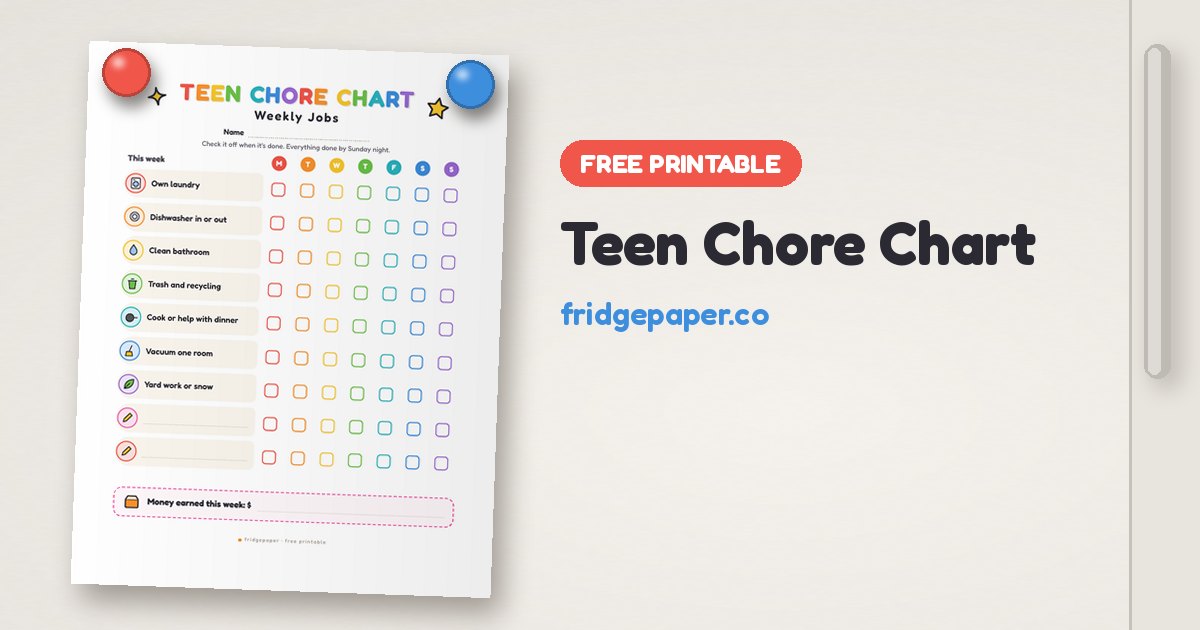 TEEN CHORE CHART
Weekly Jobs
Name
Check it off when it's done. Everything done by Sunday night.
This week M T W T F S S
Own laundry
Dishwasher in or out
Clean bathroom
Trash and recycling
Cook or help with dinner
Vacuum one room
Yard work or snow
Money earned this week: $
fridgepaper · free printable
FREE PRINTABLE
Teen Chore Chart
fridgepaper.co